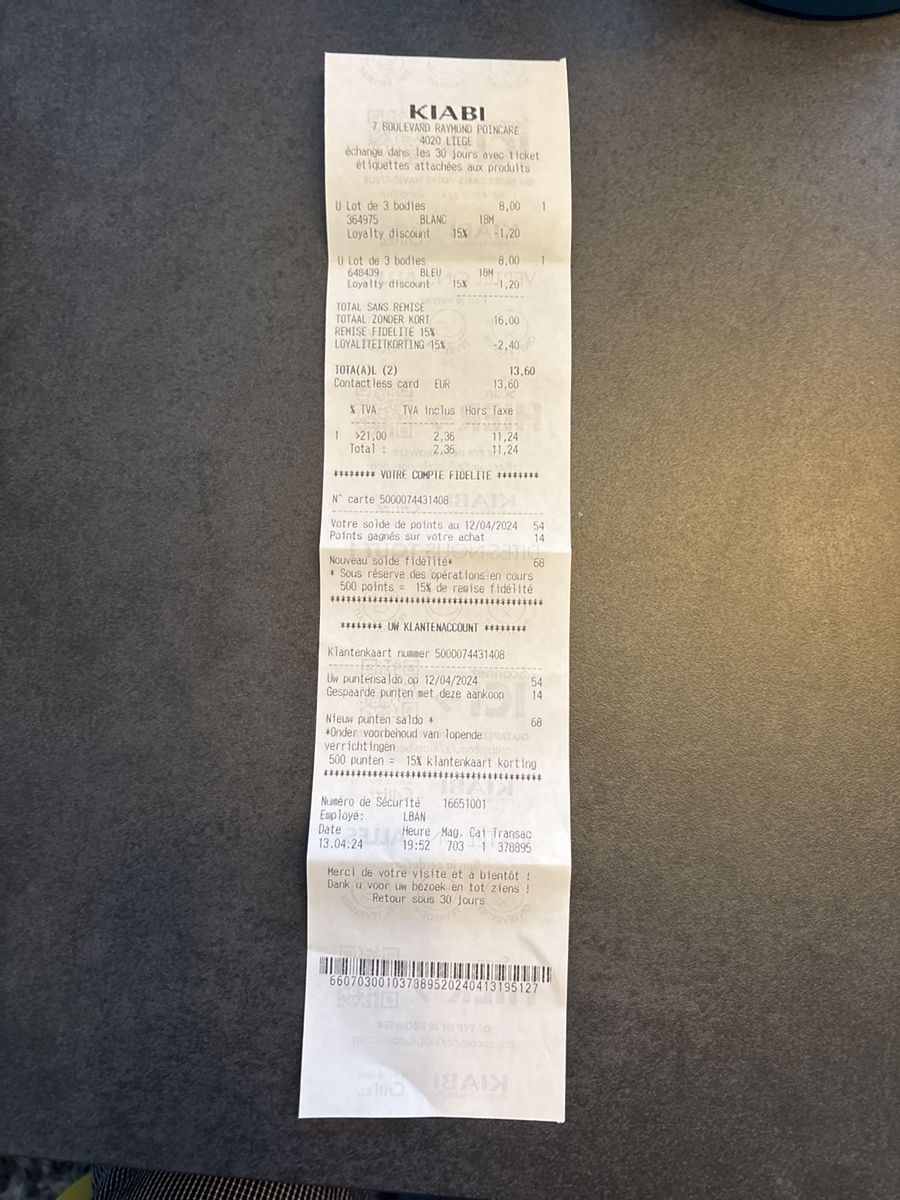 KIABI
7 BOULEVARD RAYMOND POINCARE
4020 LIEGE
échange dans les 30 jours avec ticket
étiquettes attachées aux produits
U Lot de 3 bodies 8,00 1
364975 BLANC 18M
Loyalty discount 15% -1,20
U Lot de 3 bodies 8,00 1
648439 BLEU 18M
Loyalty discount 15% -1,20
TOTAL SANS REMISE
TOTAAL ZONDER KORT 16,00
REMISE FIDELITE 15%
LOYALITEITKORTING 15% -2,40
TOTA(A)L (2) 13,60
Contactless card EUR 13,60
% TVA TVA inclus Hors Taxe
1 >21,00 2,36 11,24
Total : 2,36 11,24
******** VOTRE COMPTE FIDELITE ********
N° carte 5000074431408
Votre solde de points au 12/04/2024 54
Points gagnés sur votre achat 14
Nouveau solde fidélité* 68
* Sous réserve des opérations en cours
500 points = 15% de remise fidélité
****************************************
******** UW KLANTENACCOUNT ********
Klantenkaart nummer 5000074431408
Uw puntensaldo op 12/04/2024 54
Gespaarde punten met deze aankoop 14
Nieuw punten saldo * 68
*Onder voorbehoud van lopende
verrichtingen
500 punten = 15% klantenkaart korting
****************************************
Numéro de Sécurité 16651001
Employé: LBAN
Date Heure Mag. Cai Transac
13.04.24 19:52 703 1 378895
Merci de votre visite et à bientôt !
Dank u voor uw bezoek en tot ziens !
Retour sous 30 jours
660703001037889520240413195127